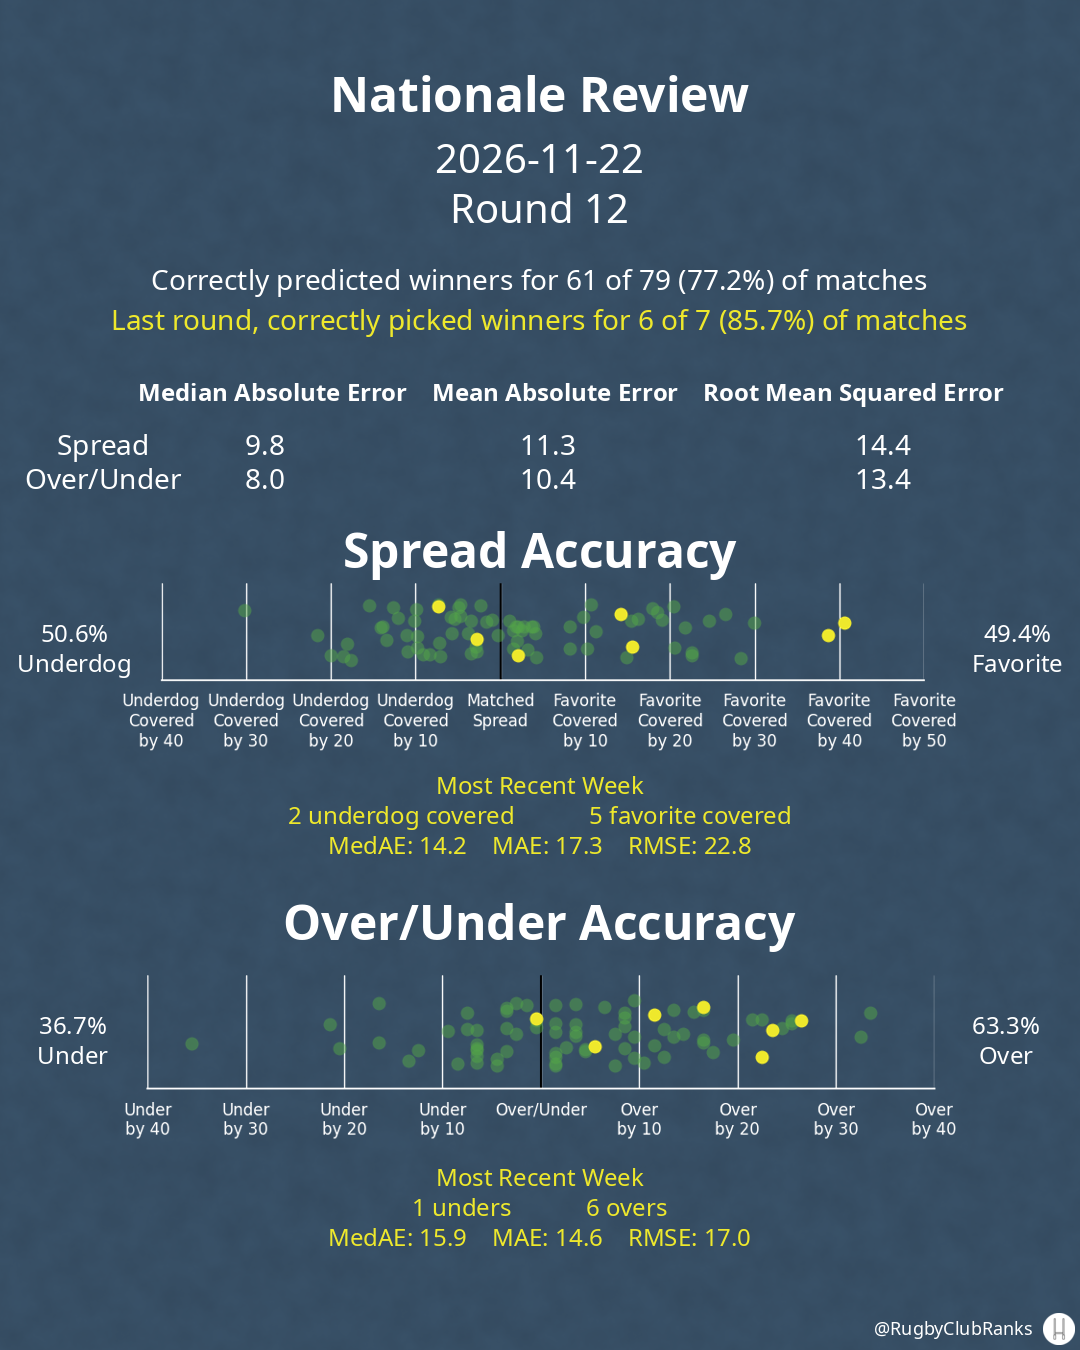 Nationale Review
2026-11-22
Round 12
Correctly predicted winners for 61 of 79 (77.2%) of matches
Last round, correctly picked winners for 6 of 7 (85.7%) of matches
Median Absolute Error Mean Absolute Error Root Mean Squared Error
Spread 9.8 11.3 14.4
Over/Under 8.0 10.4 13.4
Spread Accuracy
50.6%
Underdog
49.4%
Favorite
Underdog Covered by 40
Underdog Covered by 30
Underdog Covered by 20
Underdog Covered by 10
Matched Spread
Favorite Covered by 10
Favorite Covered by 20
Favorite Covered by 30
Favorite Covered by 40
Favorite Covered by 50
Most Recent Week
2 underdog covered 5 favorite covered
MedAE: 14.2 MAE: 17.3 RMSE: 22.8
Over/Under Accuracy
36.7%
Under
63.3%
Over
Under by 40
Under by 30
Under by 20
Under by 10
Over/Under
Over by 10
Over by 20
Over by 30
Over by 40
Most Recent Week
1 unders 6 overs
MedAE: 15.9 MAE: 14.6 RMSE: 17.0
@RugbyClubRanks